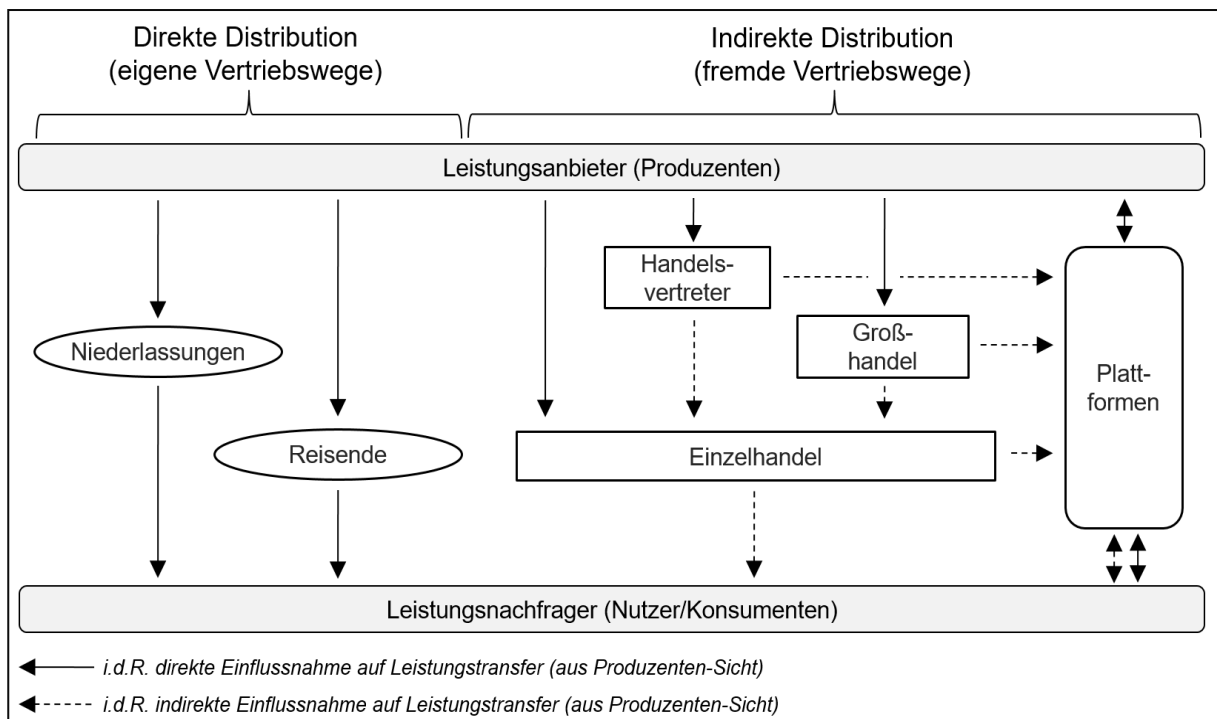 Direkte Distribution
(eigene Vertriebswege)
Indirekte Distribution
(fremde Vertriebswege)
Leistungsanbieter (Produzenten)
Handels-
vertreter
Groß-
handel
Platt-
formen
Niederlassungen
Reisende
Einzelhandel
Leistungsnachfrager (Nutzer/Konsumenten)
i.d.R. direkte Einflussnahme auf Leistungstransfer (aus Produzenten-Sicht)
i.d.R. indirekte Einflussnahme auf Leistungstransfer (aus Produzenten-Sicht)